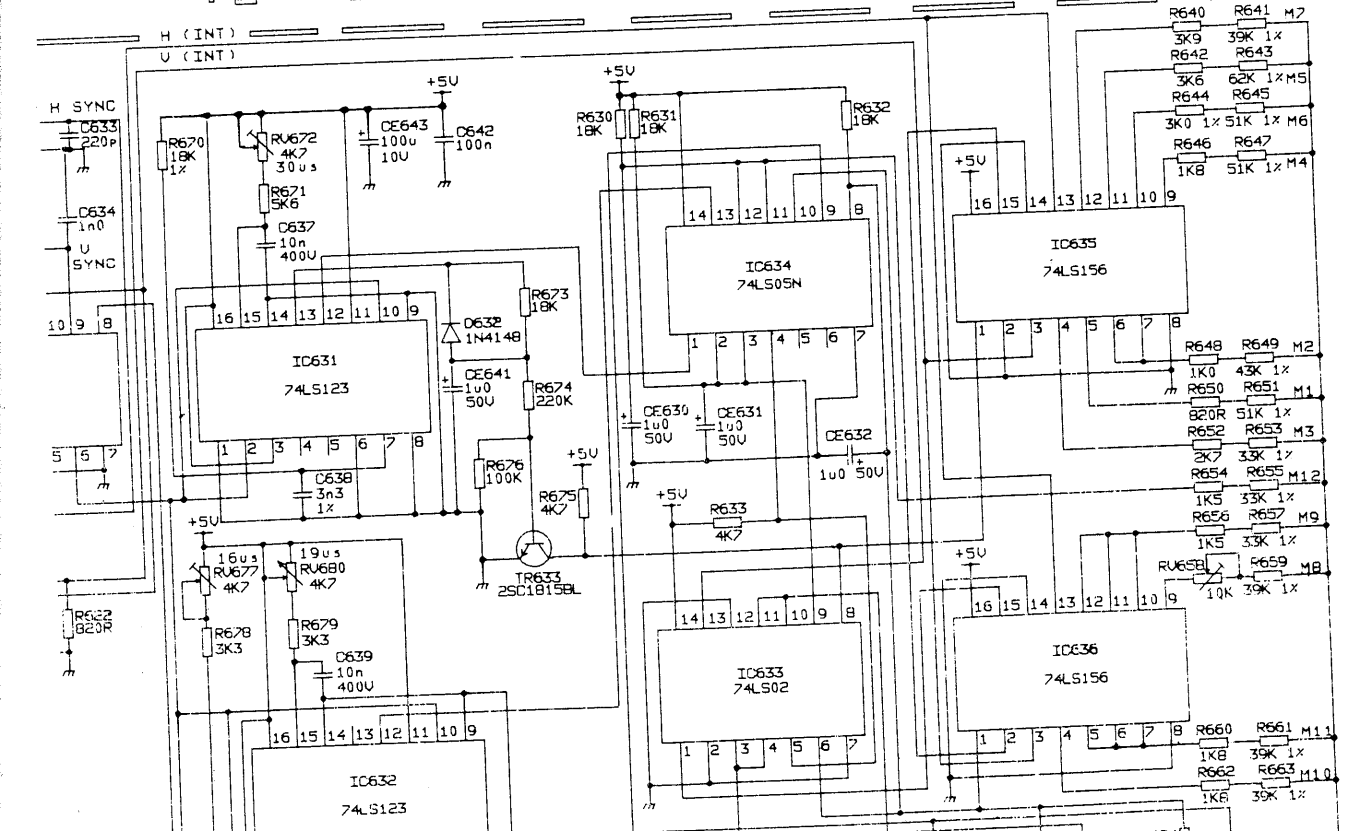 H (INT)
V (INT)
H SYNC
C633
220p
C634
1n0
V
SYNC
10 9 8
5 6 7
R622
820R
R670
18K
1%
RV672
4K7
30us
R671
5K6
C637
10n
400V
+5V
CE643
100u
10V
C642
100n
16 15 14 13 12 11 10 9
IC631
74LS123
1 2 3 4 5 6 7 8
C638
3n3
1%
D632
1N4148
CE641
1u0
50V
R673
18K
R674
220K
R676
100K
+5V
R675
4K7
TR633
2SC1815BL
+5V
16us
RV677
4K7
19us
RV680
4K7
R678
3K3
R679
3K3
C639
10n
400V
16 15 14 13 12 11 10 9
IC632
74LS123
+5V
R630
18K
R631
18K
R632
18K
14 13 12 11 10 9 8
IC634
74LS05N
1 2 3 4 5 6 7
CE630
1u0
50V
CE631
1u0
50V
CE632
1u0 50V
+5V
R633
4K7
14 13 12 11 10 9 8
IC633
74LS02
1 2 3 4 5 6 7
+5V
16 15 14 13 12 11 10 9
IC635
74LS156
1 2 3 4 5 6 7 8
+5V
16 15 14 13 12 11 10 9
IC636
74LS156
1 2 3 4 5 6 7 8
R640 R641 M7
3K9 39K 1%
R642 R643
3K6 62K 1% M5
R644 R645
3K0 1% 51K 1% M6
R646 R647
1K8 51K 1% M4
R648 R649 M2
1K0 43K 1%
R650 R651 M1
820R 51K 1%
R652 R653 M3
2K7 33K 1%
R654 R655 M12
1K5 33K 1%
R656 R657 M9
1K5 33K 1%
RV658 R659 M8
10K 39K 1%
R660 R661 M11
1K8 39K 1%
R662 R663 M10
39K 1%